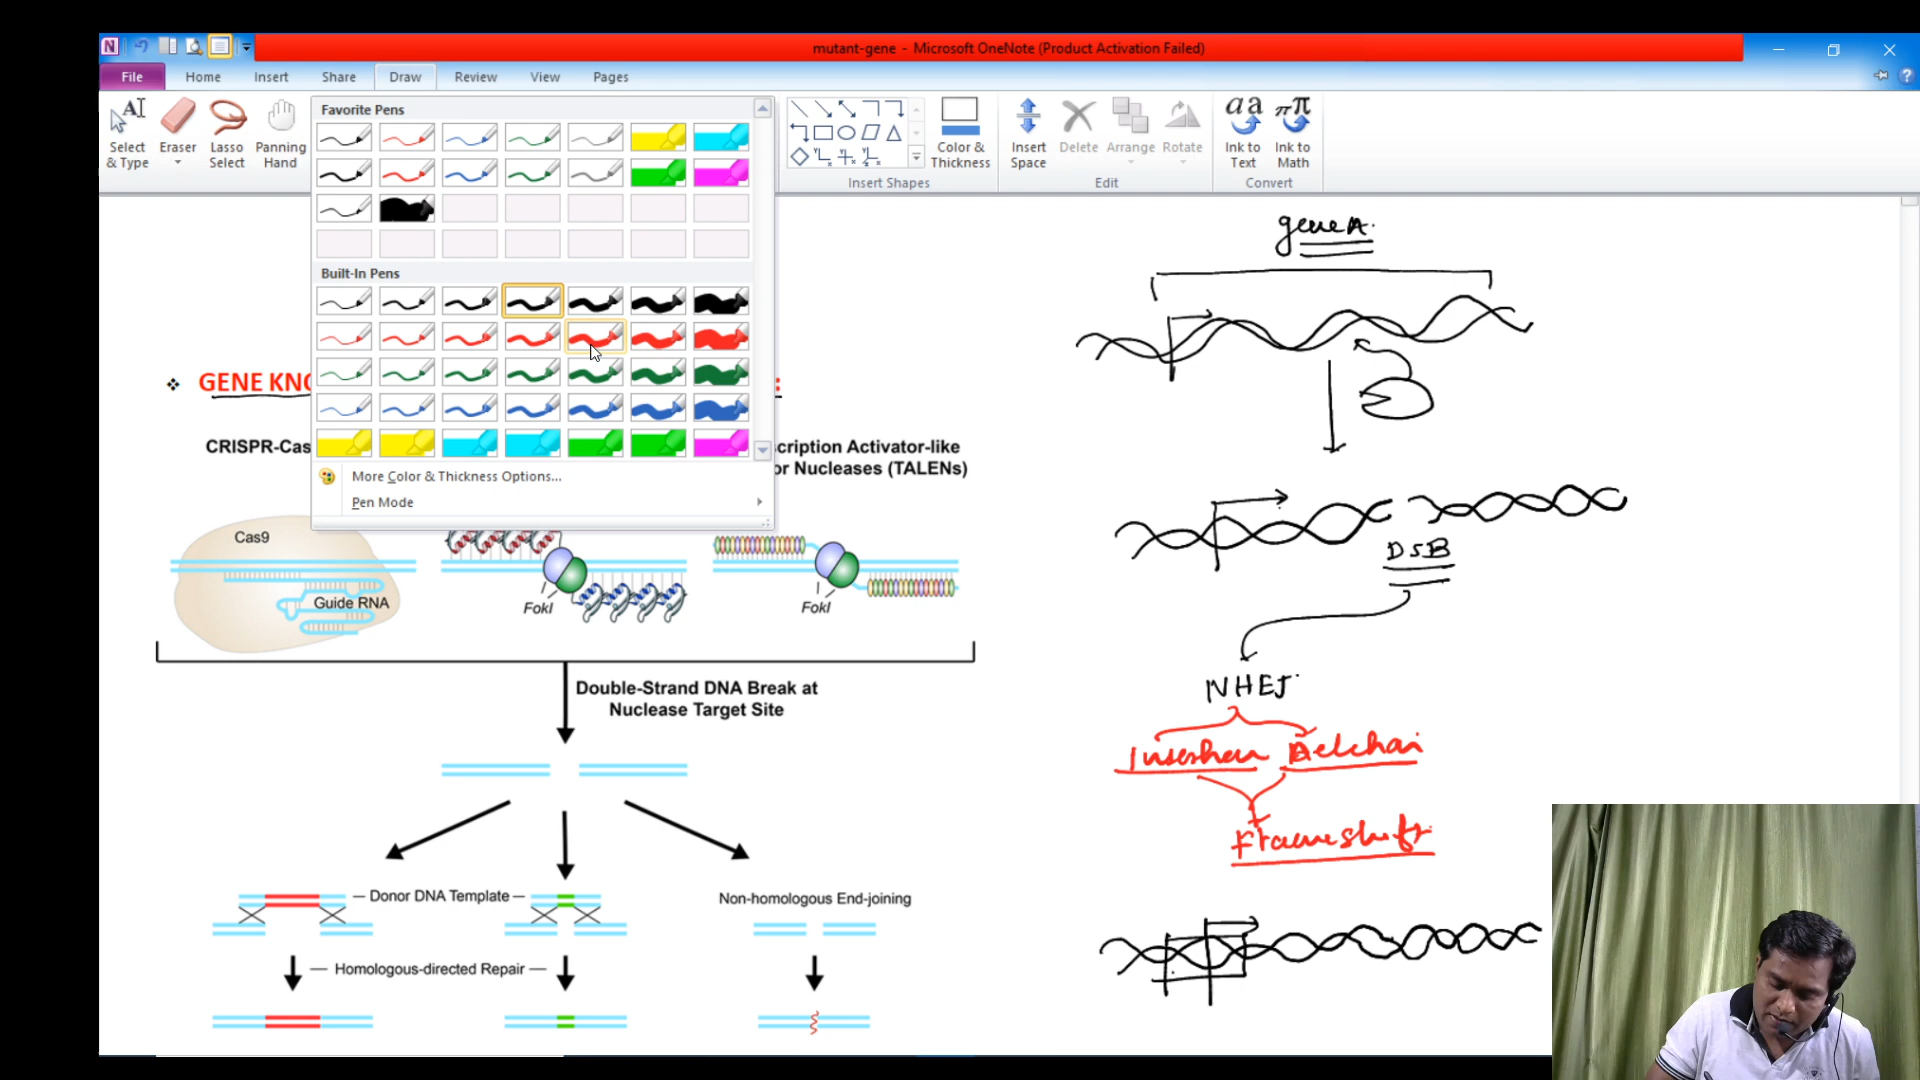 mutant-gene - Microsoft OneNote (Product Activation Failed)
File Home Insert Share Draw Review View Pages
Select & Type
Eraser
Lasso Select
Panning Hand
Favorite Pens
Built-In Pens
More Color & Thickness Options...
Pen Mode
Color & Thickness
Insert Shapes
Insert Space
Delete
Arrange
Rotate
Edit
Ink to Text
Ink to Math
Convert
gene A.
GENE KNO
:
CRISPR-Cas
scription Activator-like
or Nucleases (TALENs)
Cas9
Guide RNA
FokI
FokI
DSB
NHEJ
Double-Strand DNA Break at
Nuclease Target Site
Insertion Deletion
Frameshift
Donor DNA Template
Non-homologous End-joining
Homologous-directed Repair